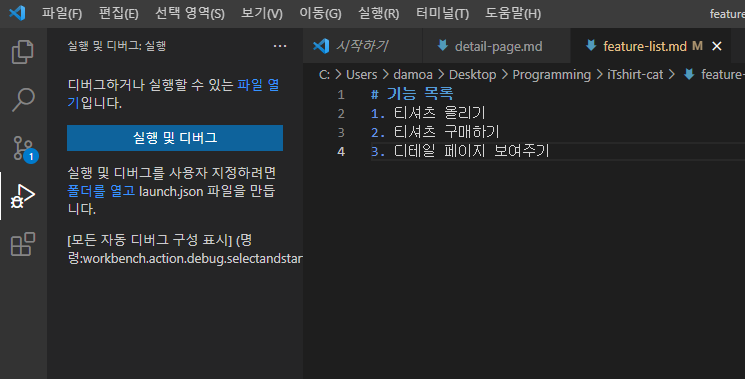 파일(F) 편집(E) 선택 영역(S) 보기(V) 이동(G) 실행(R) 터미널(T) 도움말(H) feature
실행 및 디버그: 실행
디버그하거나 실행할 수 있는 파일 열
기입니다.
실행 및 디버그
실행 및 디버그를 사용자 지정하려면
폴더를 열고 launch.json 파일을 만듭
니다.
[모든 자동 디버그 구성 표시] (명
령:workbench.action.debug.selectandstar
1
시작하기 detail-page.md feature-list.md M
C: > Users > damoa > Desktop > Programming > iTshirt-cat > feature-
1 # 기능 목록
2 1. 티셔츠 올리기
3 2. 티셔츠 구매하기
4 3. 디테일 페이지 보여주기